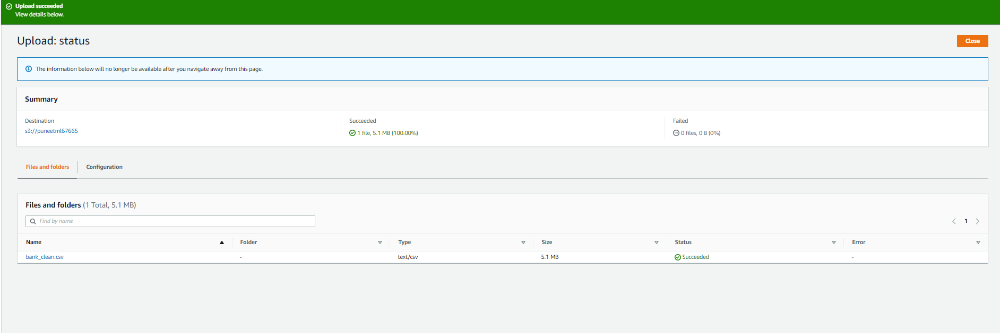 Upload succeeded
View details below.
Upload: status
Close
The information below will no longer be available after you navigate away from this page.
Summary
Destination
s3://puneetml67665
Succeeded
1 file, 5.1 MB (100.00%)
Failed
0 files, 0 B (0%)
Files and folders
Configuration
Files and folders (1 Total, 5.1 MB)
Find by name
1
Name Folder Type Size Status Error
bank_clean.csv - text/csv 5.1 MB Succeeded -